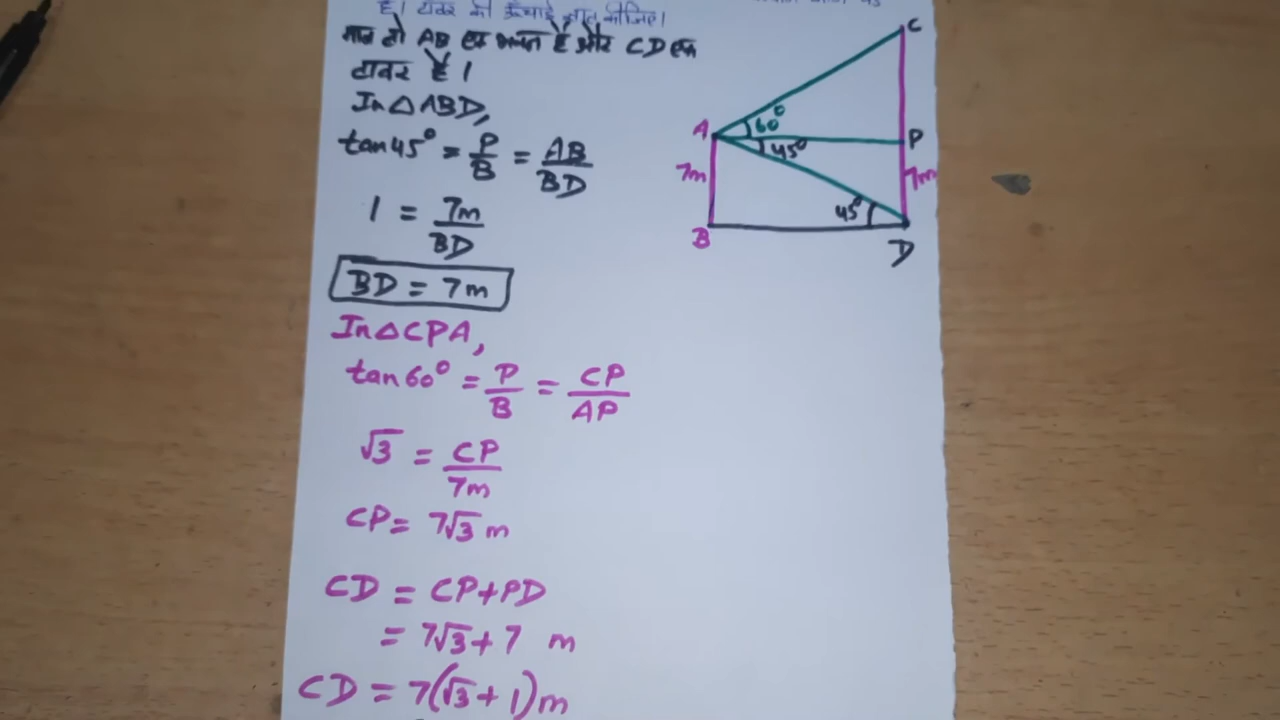 है। टावर की ऊँचाई ज्ञात कीजिए।
मान लो AB एक भवन है और CD एक
टावर है।
In △ ABD,
tan45° = P/B = AB/BD
1 = 7m/BD
BD = 7m
In △ CPA,
tan60° = P/B = CP/AP
√3 = CP/7m
CP = 7√3 m
CD = CP+PD
= 7√3 + 7 m
CD = 7(√3 + 1)m
C
60°
A
P
45°
7m
7m
45°
B
D